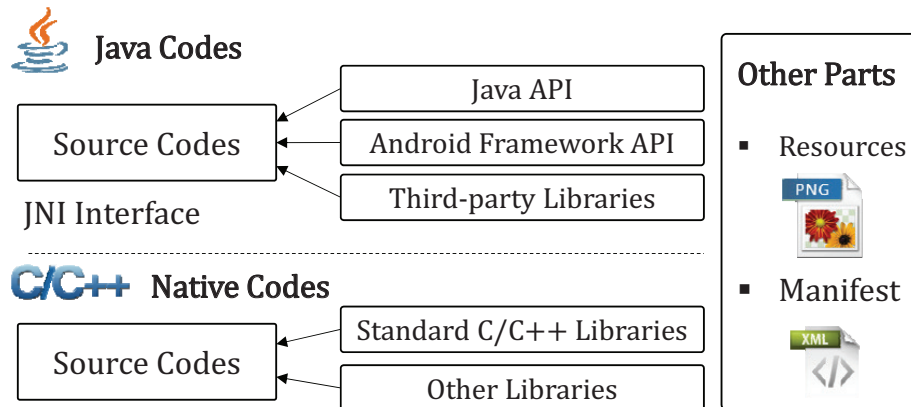 Java Codes
Source Codes
Java API
Android Framework API
Third-party Libraries
JNI Interface
C/C++ Native Codes
Source Codes
Standard C/C++ Libraries
Other Libraries
Other Parts
▪ Resources
PNG
▪ Manifest
XML
</>